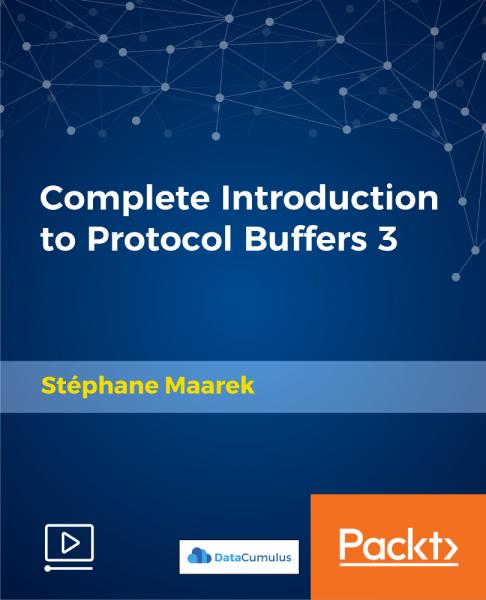 Complete Introduction
to Protocol Buffers 3
Stéphane Maarek
DataCumulus
Packt>